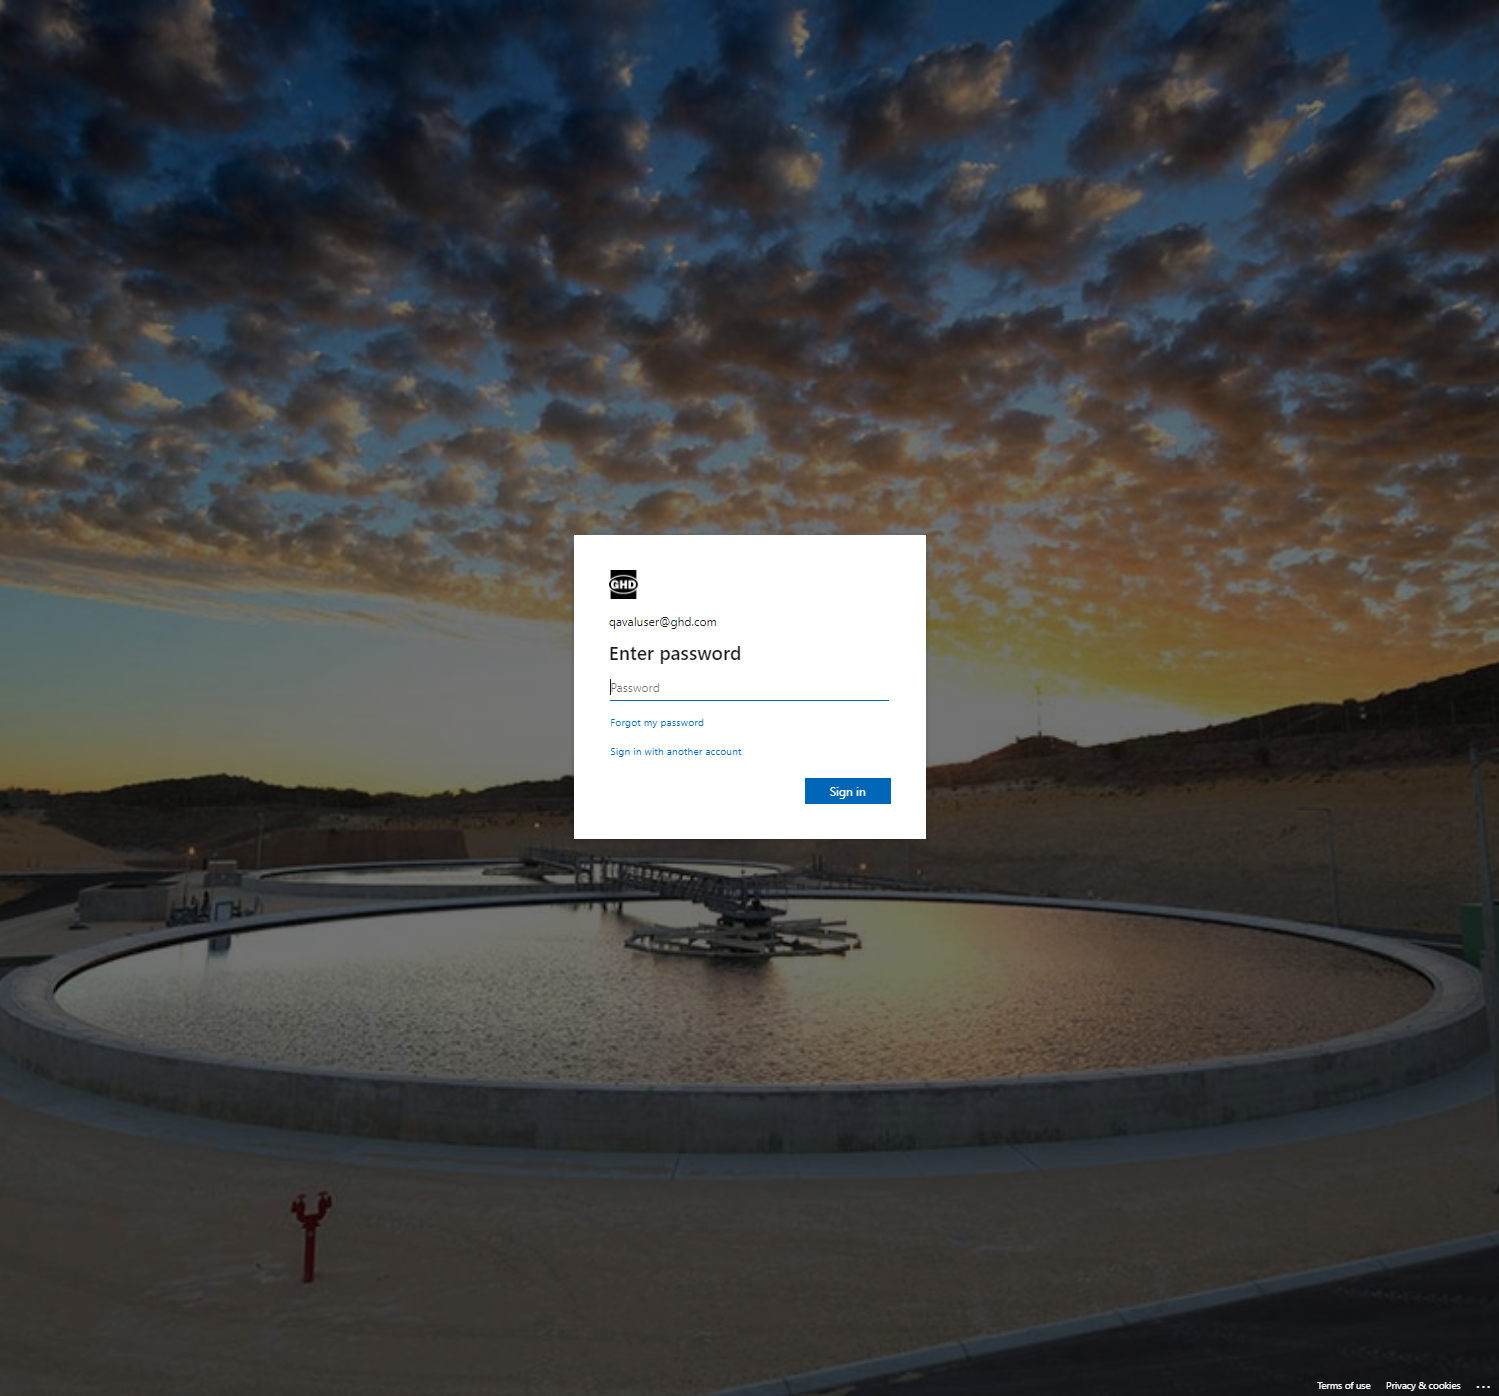 GHD
qavaluser@ghd.com
Enter password
Password
Forgot my password
Sign in with another account
Sign in
Terms of use Privacy & cookies ...